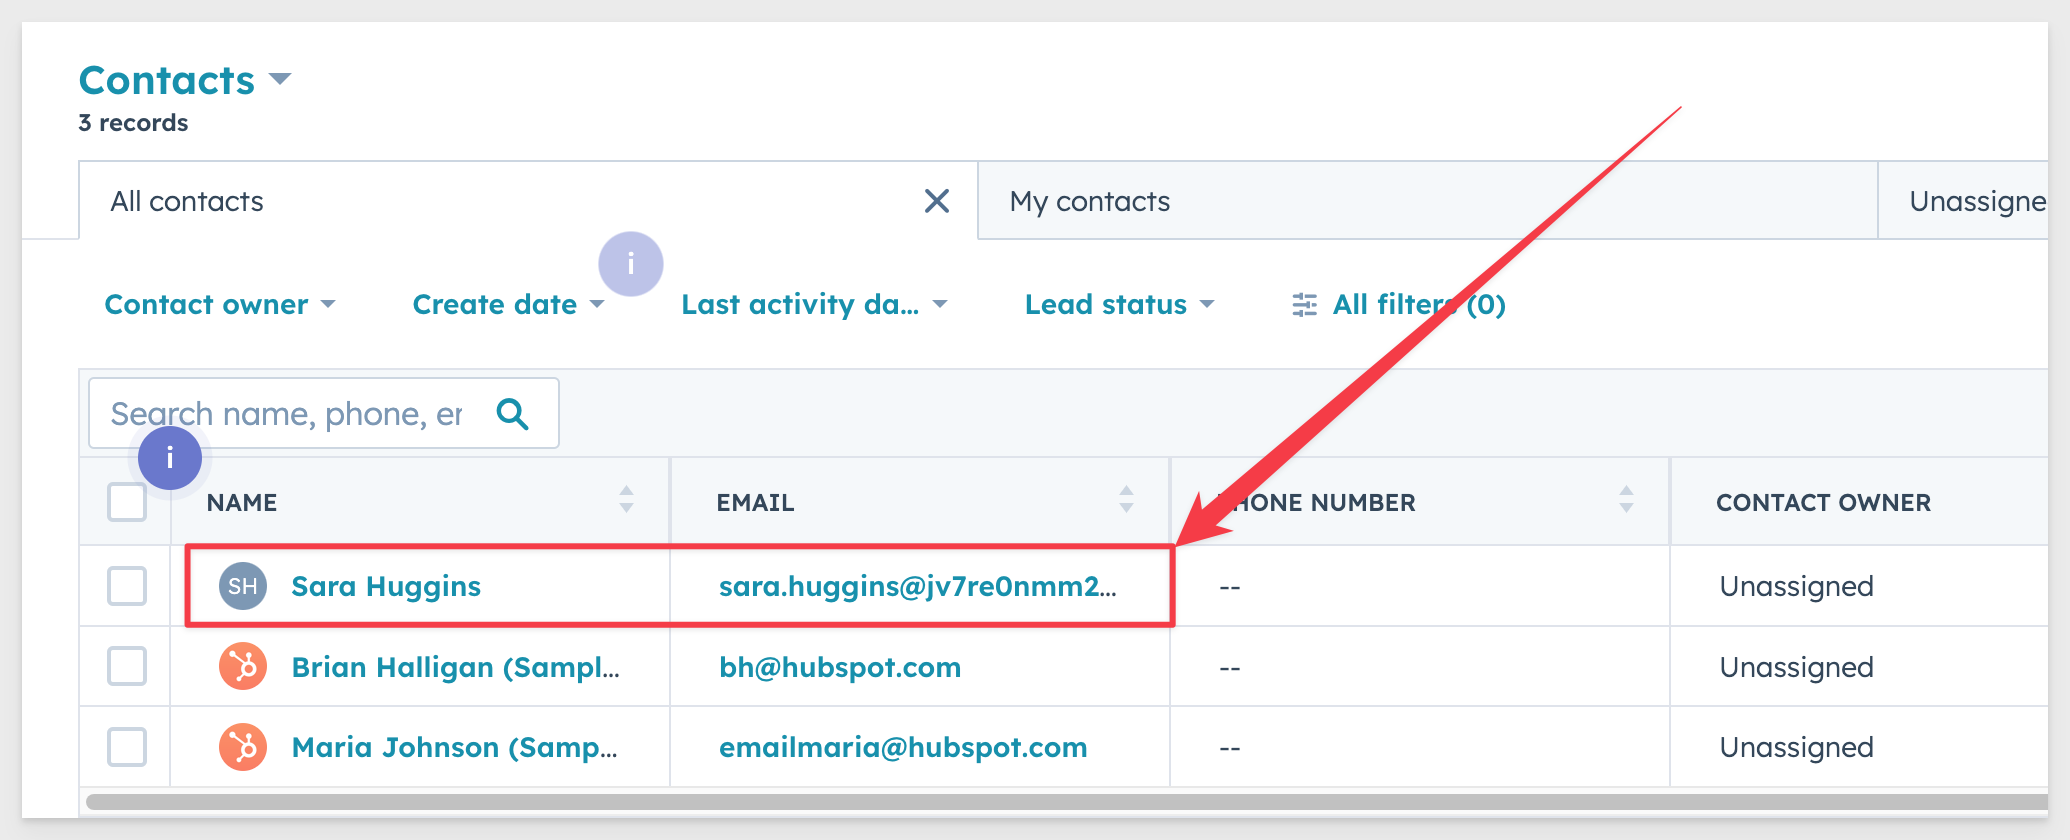 Contacts
3 records
All contacts
My contacts
Unassigne
i
Contact owner
Create date
Last activity da...
Lead status
All filters (0)
Search name, phone, er
i
NAME
EMAIL
HONE NUMBER
CONTACT OWNER
SH
Sara Huggins
sara.huggins@jv7re0nmm2...
--
Unassigned
Brian Halligan (Sampl...
bh@hubspot.com
--
Unassigned
Maria Johnson (Samp...
emailmaria@hubspot.com
--
Unassigned